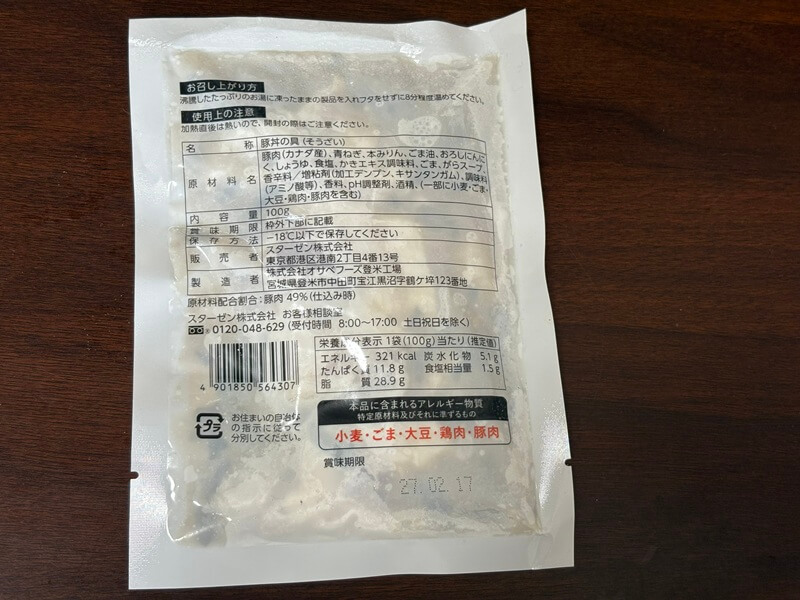 お召し上がり方
沸騰したたっぷりのお湯に凍ったままの製品を入れフタをせずに8分程度温めてください。
使用上の注意
加熱直後は熱いので、開封の際はご注意ください。
名称 豚丼の具(そうざい)
原材料名 豚肉(カナダ産)、青ねぎ、本みりん、ごま油、おろしにんに
く、しょうゆ、食塩、かきエキス調味料、ごま、がらスープ、
香辛料/増粘剤(加工デンプン、キサンタンガム)、調味料
(アミノ酸等)、香料、pH調整剤、酒精、(一部に小麦・ごま・
大豆・鶏肉・豚肉を含む)
内容量 100g
賞味期限 枠外下部に記載
保存方法 -18℃以下で保存してください
販売者 スターゼン株式会社
東京都港区港南2丁目4番13号
製造者 株式会社オサベフーズ登米工場
宮城県登米市中田町宝江黒沼字鶴ケ埣123番地
原材料配合割合:豚肉 49%(仕込み時)
スターゼン株式会社 お客様相談室
0120-048-629 (受付時間 8:00~17:00 土日祝日を除く)
栄養成分表示 1袋(100g)当たり(推定値)
エネルギー 321 kcal 炭水化物 5.1g
たんぱく質 11.8 g 食塩相当量 1.5g
脂質 28.9 g
4 901850 564307
プラ
お住まいの自治体
の指示に従って
分別してください。
本品に含まれるアレルギー物質
特定原材料及びそれに準ずるもの
小麦・ごま・大豆・鶏肉・豚肉
賞味期限
27.02.17